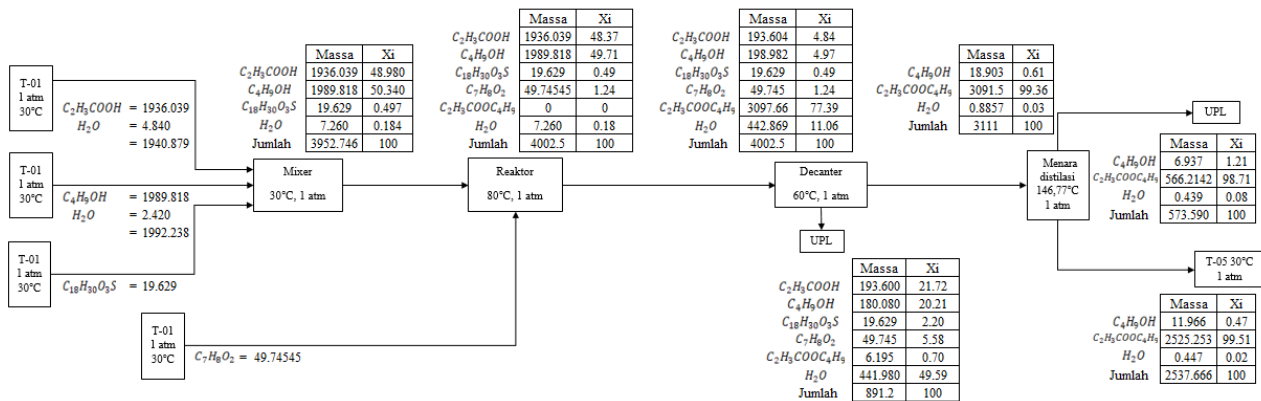 T-01
1 atm
30°C
C₂H₃COOH = 1936.039
H₂O = 4.840
= 1940.879
T-01
1 atm
30°C
C₄H₉OH = 1989.818
H₂O = 2.420
= 1992.238
T-01
1 atm
30°C
C₁₈H₃₀O₃S = 19.629
T-01
1 atm
30°C
C₇H₈O₂ = 49.74545
Massa Xi
C₂H₃COOH 1936.039 48.980
C₄H₉OH 1989.818 50.340
C₁₈H₃₀O₃S 19.629 0.497
H₂O 7.260 0.184
Jumlah 3952.746 100
Mixer
30°C, 1 atm
Massa Xi
C₂H₃COOH 1936.039 48.37
C₄H₉OH 1989.818 49.71
C₁₈H₃₀O₃S 19.629 0.49
C₇H₈O₂ 49.74545 1.24
C₂H₃COOC₄H₉ 0 0
H₂O 7.260 0.18
Jumlah 4002.5 100
Reaktor
80°C, 1 atm
Massa Xi
C₂H₃COOH 193.604 4.84
C₄H₉OH 198.982 4.97
C₁₈H₃₀O₃S 19.629 0.49
C₇H₈O₂ 49.745 1.24
C₂H₃COOC₄H₉ 3097.66 77.39
H₂O 442.869 11.06
Jumlah 4002.5 100
Decanter
60°C, 1 atm
UPL
Massa Xi
C₂H₃COOH 193.600 21.72
C₄H₉OH 180.080 20.21
C₁₈H₃₀O₃S 19.629 2.20
C₇H₈O₂ 49.745 5.58
C₂H₃COOC₄H₉ 6.195 0.70
H₂O 441.980 49.59
Jumlah 891.2 100
Massa Xi
C₄H₉OH 18.903 0.61
C₂H₃COOC₄H₉ 3091.5 99.36
H₂O 0.8857 0.03
Jumlah 3111 100
Menara
distilasi
146,77°C
1 atm
UPL
Massa Xi
C₄H₉OH 6.937 1.21
C₂H₃COOC₄H₉ 566.2142 98.71
H₂O 0.439 0.08
Jumlah 573.590 100
T-05 30°C
1 atm
Massa Xi
C₄H₉OH 11.966 0.47
C₂H₃COOC₄H₉ 2525.253 99.51
H₂O 0.447 0.02
Jumlah 2537.666 100